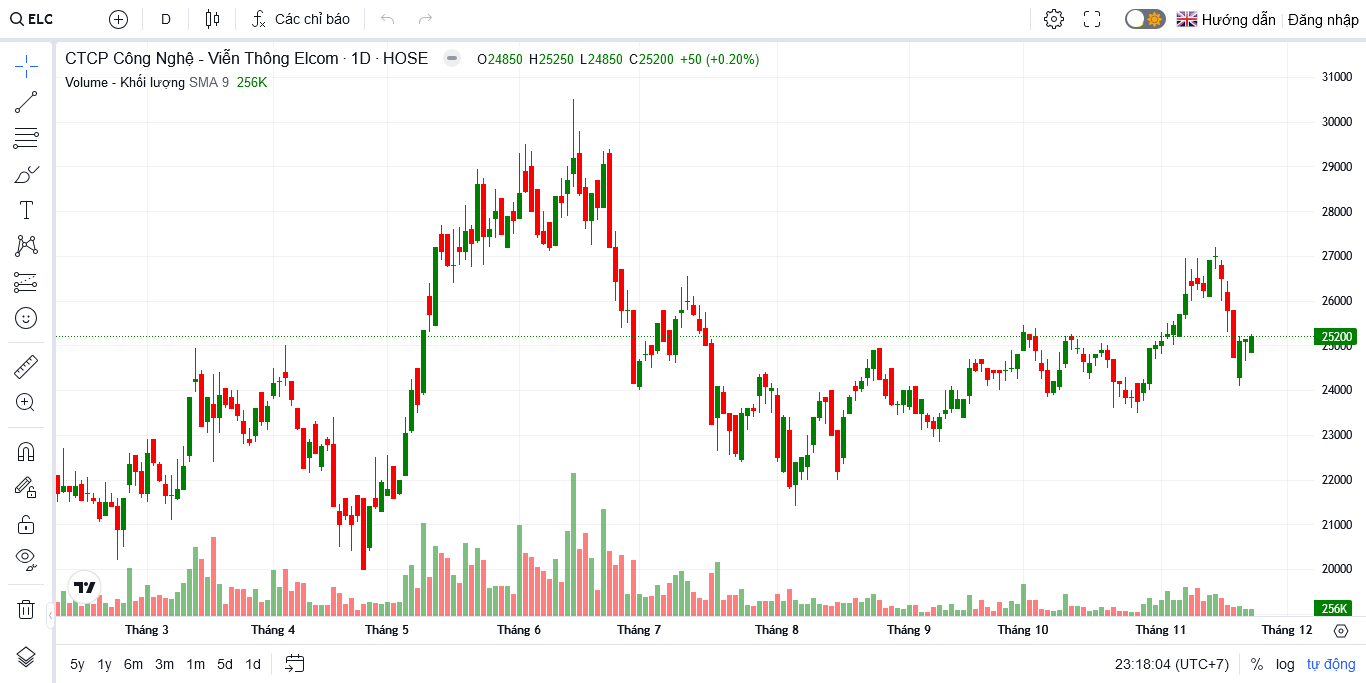 ELC D Các chỉ báo Hướng dẫn Đăng nhập
CTCP Công Nghệ - Viễn Thông Elcom · 1D · HOSE O24850 H25250 L24850 C25200 +50 (+0.20%)
Volume - Khối lượng SMA 9 256K
31000
30000
29000
28000
27000
26000
25200
25000
24000
23000
22000
21000
20000
256K
Tháng 3 Tháng 4 Tháng 5 Tháng 6 Tháng 7 Tháng 8 Tháng 9 Tháng 10 Tháng 11 Tháng 12
5y 1y 6m 3m 1m 5d 1d 23:18:04 (UTC+7) % log tự động